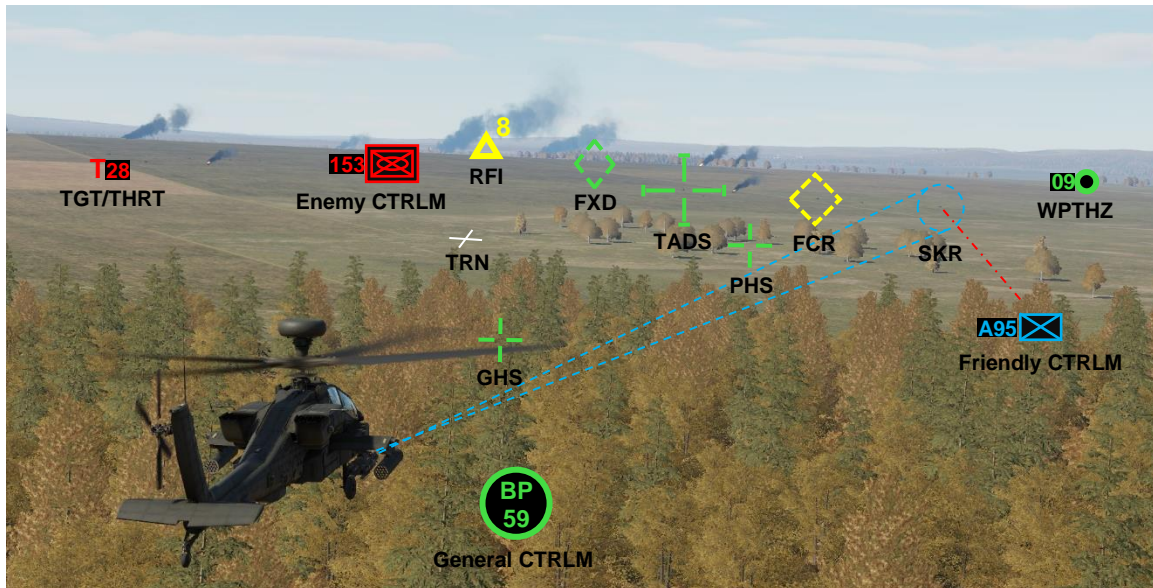 8
T28
TGT/THRT
153
Enemy CTRLM
RFI
FXD
TADS
FCR
SKR
09
WPTHZ
TRN
PHS
GHS
A95
Friendly CTRLM
BP
59
General CTRLM